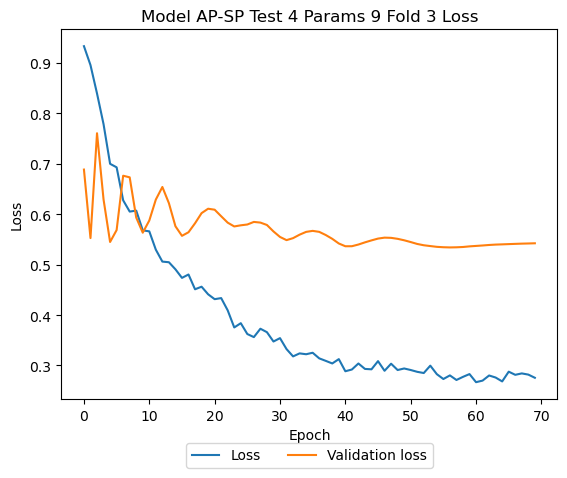 Model AP-SP Test 4 Params 9 Fold 3 Loss
Loss
0.9
0.8
0.7
0.6
0.5
0.4
0.3
0 10 20 30 40 50 60 70
Epoch
Loss Validation loss